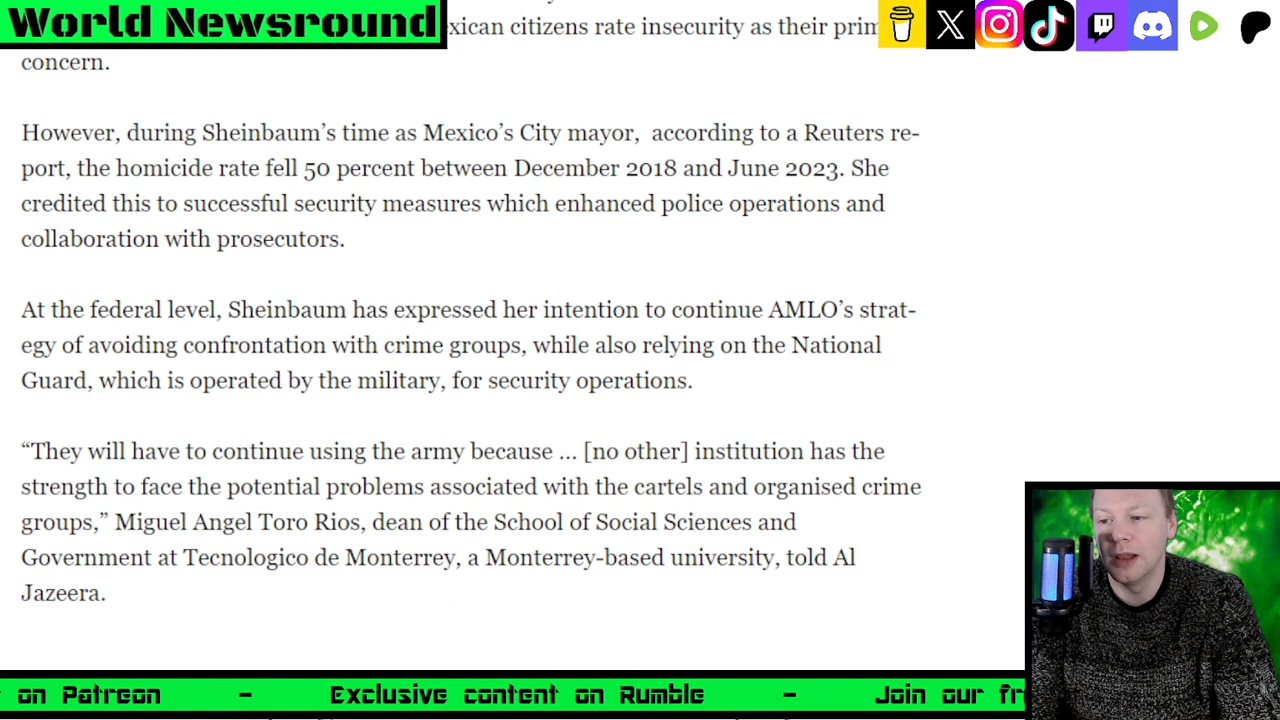 World Newsround
xican citizens rate insecurity as their prim
concern.
However, during Sheinbaum’s time as Mexico’s City mayor,  according to a Reuters re-
port, the homicide rate fell 50 percent between December 2018 and June 2023. She
credited this to successful security measures which enhanced police operations and
collaboration with prosecutors.
At the federal level, Sheinbaum has expressed her intention to continue AMLO’s strat-
egy of avoiding confrontation with crime groups, while also relying on the National
Guard, which is operated by the military, for security operations.
“They will have to continue using the army because ... [no other] institution has the
strength to face the potential problems associated with the cartels and organised crime
groups,” Miguel Angel Toro Rios, dean of the School of Social Sciences and
Government at Tecnologico de Monterrey, a Monterrey-based university, told Al
Jazeera.
on Patreon - Exclusive content on Rumble - Join our fr